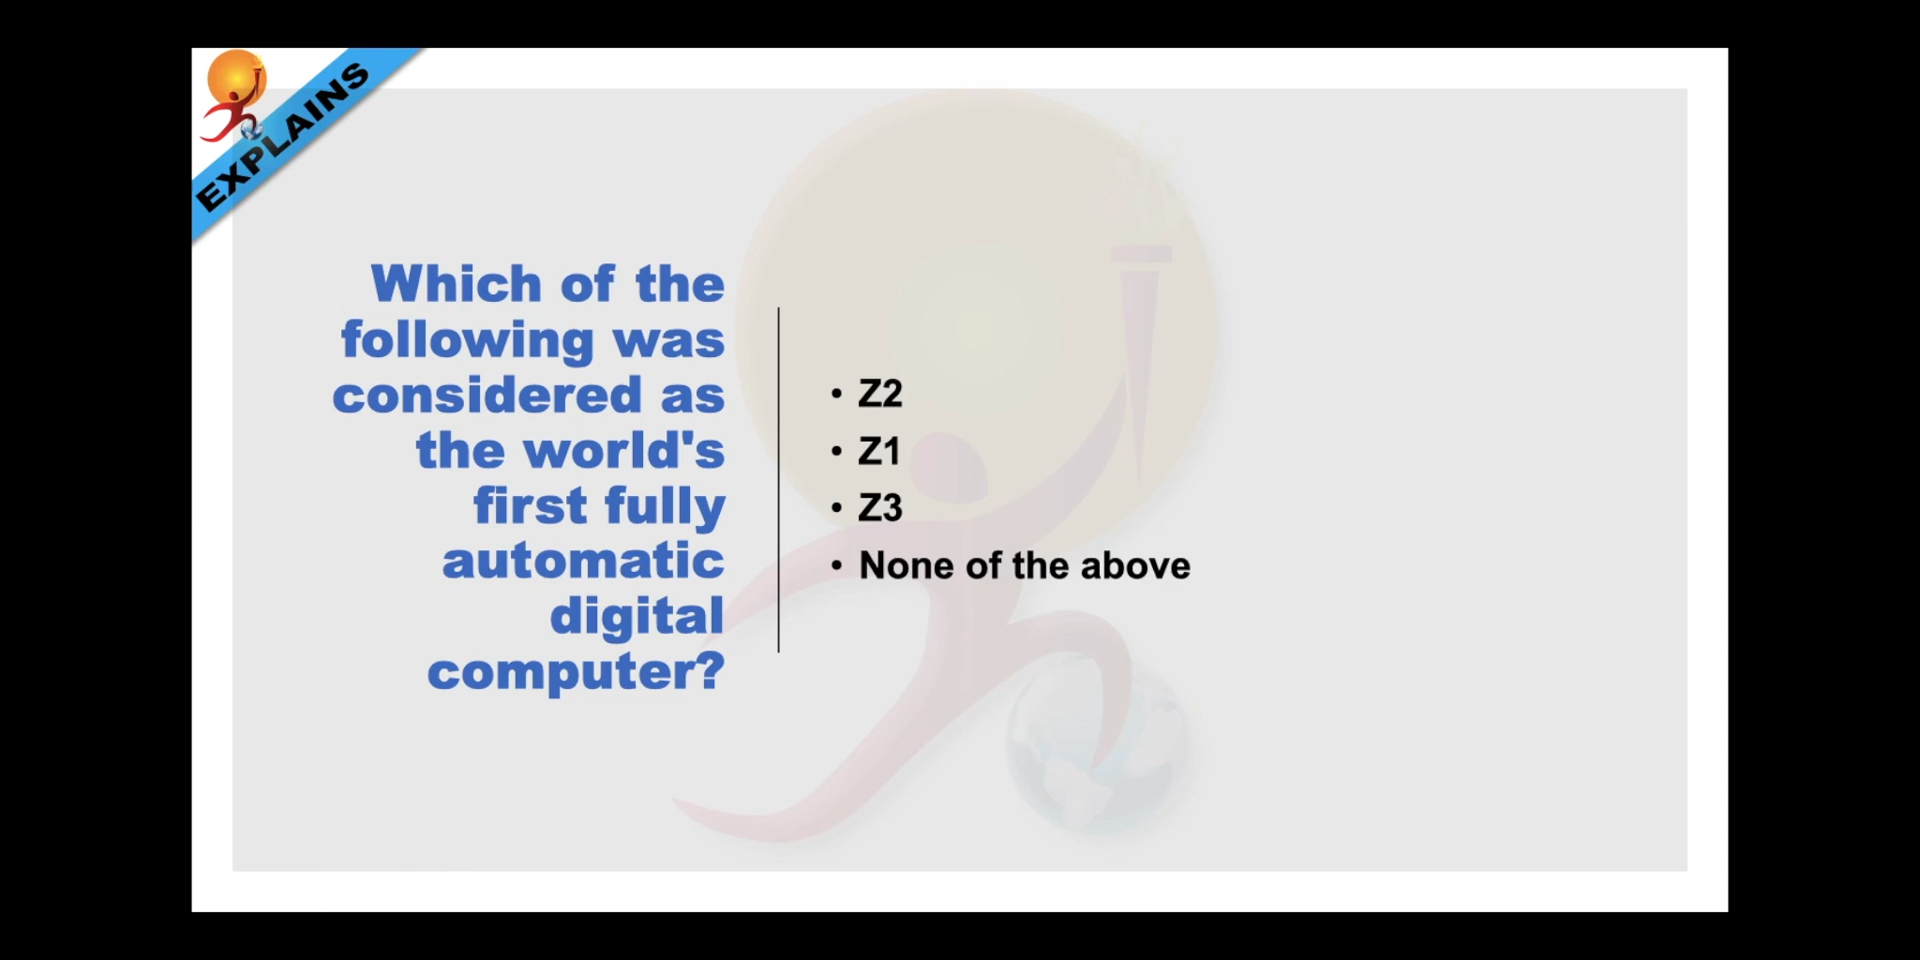 EXPLAINS
Which of the
following was
considered as
the world's
first fully
automatic
digital
computer?
• Z2
• Z1
• Z3
• None of the above